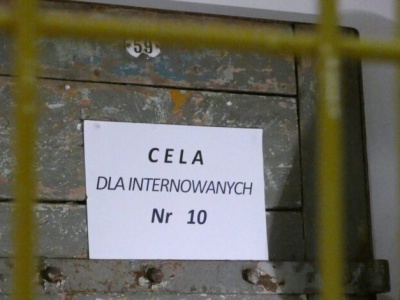 59
CELA
DLA INTERNOWANYCH
Nr 10